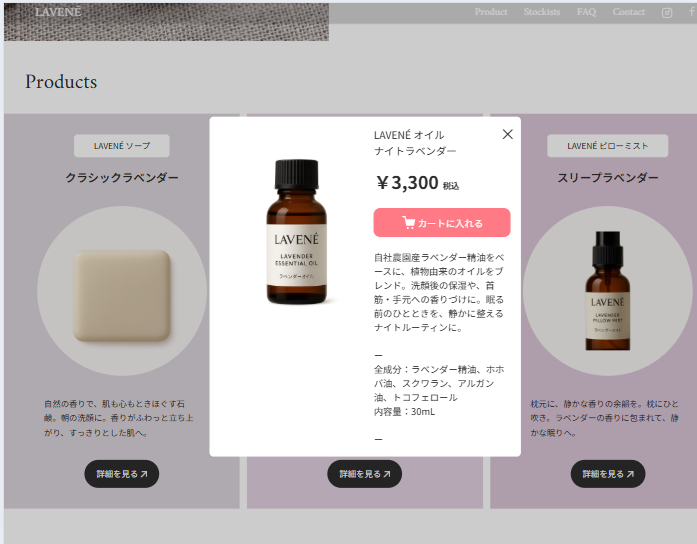 LAVENÉ
Product Stockists FAQ Contact
Products
LAVENÉ ソープ
クラシックラベンダー
自然の香りで、肌も心もときほぐす石
鹸。朝の洗顔に。香りがふわっと立ち上
がり、すっきりとした肌へ。
詳細を見る
LAVENÉ
LAVENDER
ESSENTIAL OIL
ラベンダーオイル
LAVENÉ オイル
ナイトラベンダー
¥3,300 税込
カートに入れる
自社農園産ラベンダー精油をベ
ースに、植物由来のオイルをブ
レンド。洗顔後の保湿や、首
筋・手元への香りづけに。眠る
前のひとときを、静かに整える
ナイトルーティンに。
—
全成分：ラベンダー精油、ホホ
バ油、スクワラン、アルガン
油、トコフェロール
内容量：30mL
—
詳細を見る
LAVENÉ ピローミスト
スリープラベンダー
LAVENÉ
LAVENDER
PILLOW MIST
枕元に、静かな香りの余韻を。枕にひと
吹き。ラベンダーの香りに包まれて、静
かな眠りへ。
詳細を見る